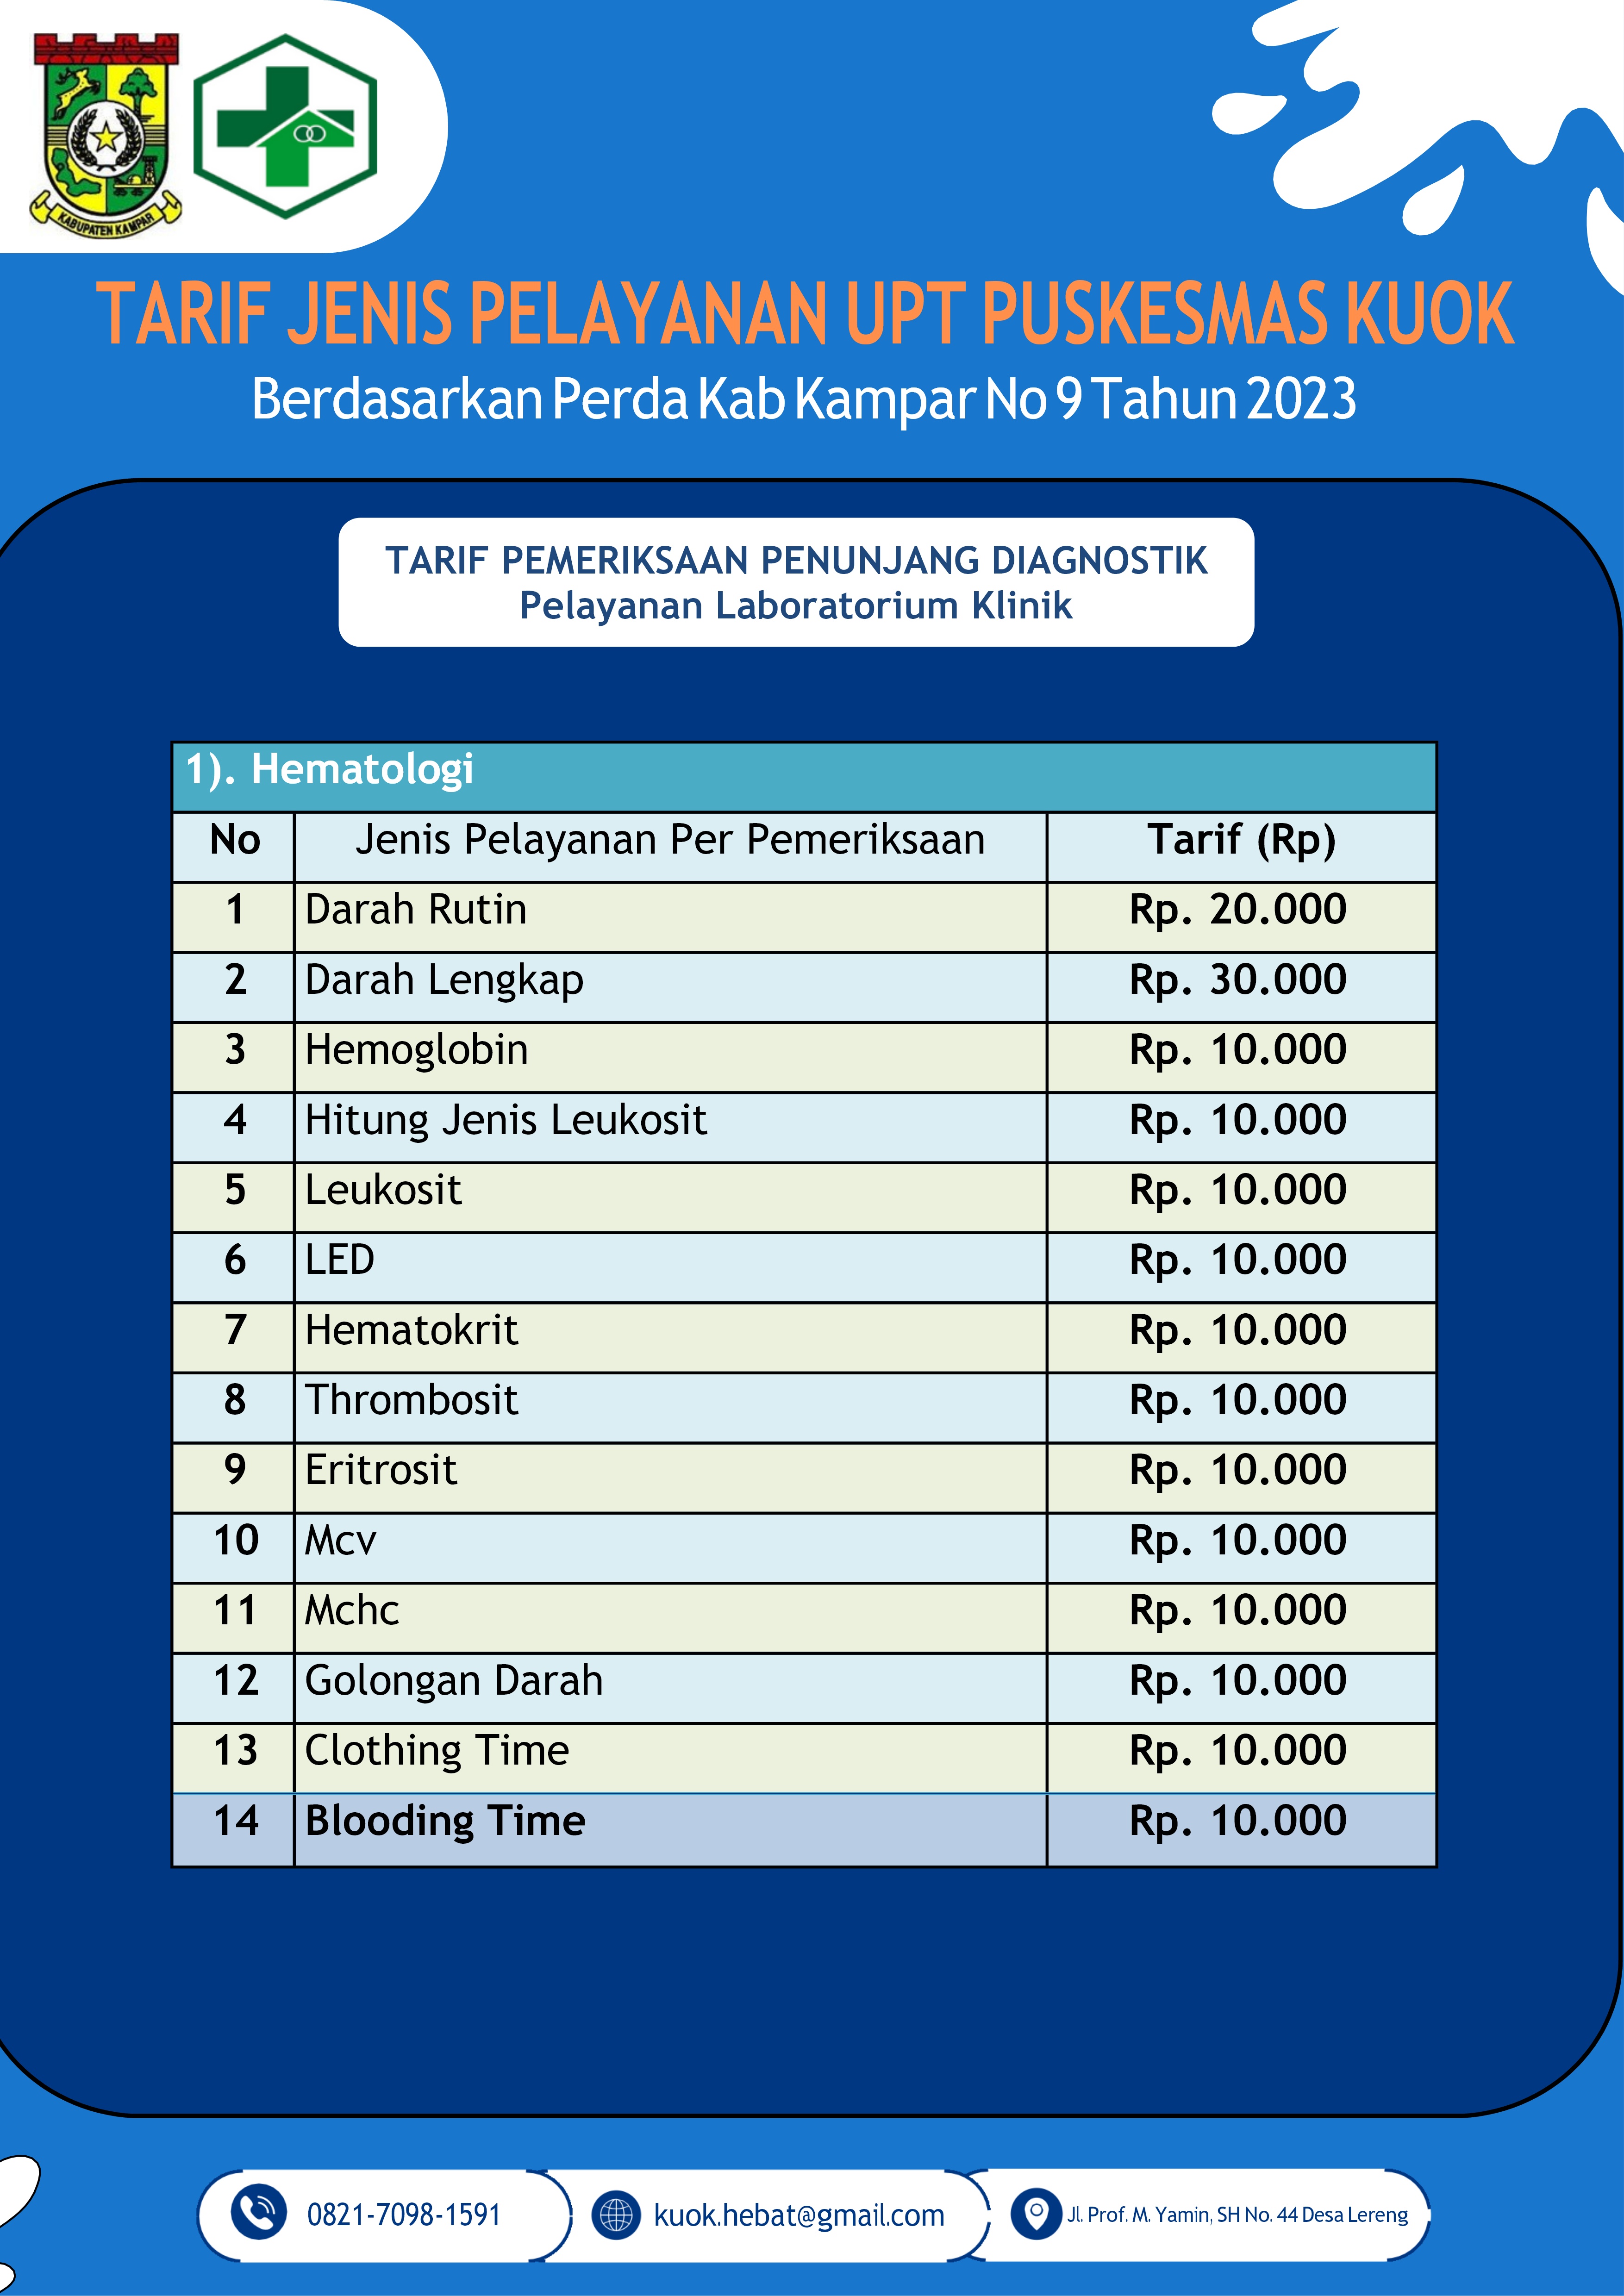 KABUPATEN KAMPAR
TARIF JENIS PELAYANAN UPT PUSKESMAS KUOK
Berdasarkan Perda Kab Kampar No 9 Tahun 2023
TARIF PEMERIKSAAN PENUNJANG DIAGNOSTIK
Pelayanan Laboratorium Klinik
1). Hematologi
No Jenis Pelayanan Per Pemeriksaan Tarif (Rp)
1 Darah Rutin Rp. 20.000
2 Darah Lengkap Rp. 30.000
3 Hemoglobin Rp. 10.000
4 Hitung Jenis Leukosit Rp. 10.000
5 Leukosit Rp. 10.000
6 LED Rp. 10.000
7 Hematokrit Rp. 10.000
8 Thrombosit Rp. 10.000
9 Eritrosit Rp. 10.000
10 Mcv Rp. 10.000
11 Mchc Rp. 10.000
12 Golongan Darah Rp. 10.000
13 Clothing Time Rp. 10.000
14 Blooding Time Rp. 10.000
0821-7098-1591 kuok.hebat@gmail.com Jl. Prof. M. Yamin, SH No. 44 Desa Lereng